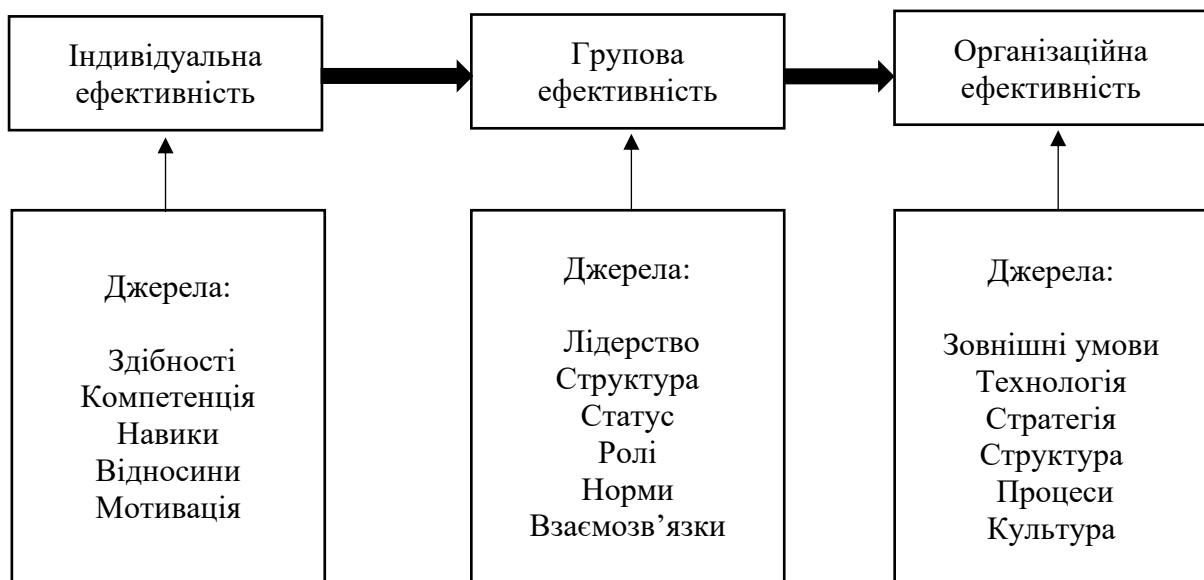 Індивідуальна
ефективність
Групова
ефективність
Організаційна
ефективність
Джерела:
Здібності
Компетенція
Навики
Відносини
Мотивація
Джерела:
Лідерство
Структура
Статус
Ролі
Норми
Взаємозв’язки
Джерела:
Зовнішні умови
Технологія
Стратегія
Структура
Процеси
Культура